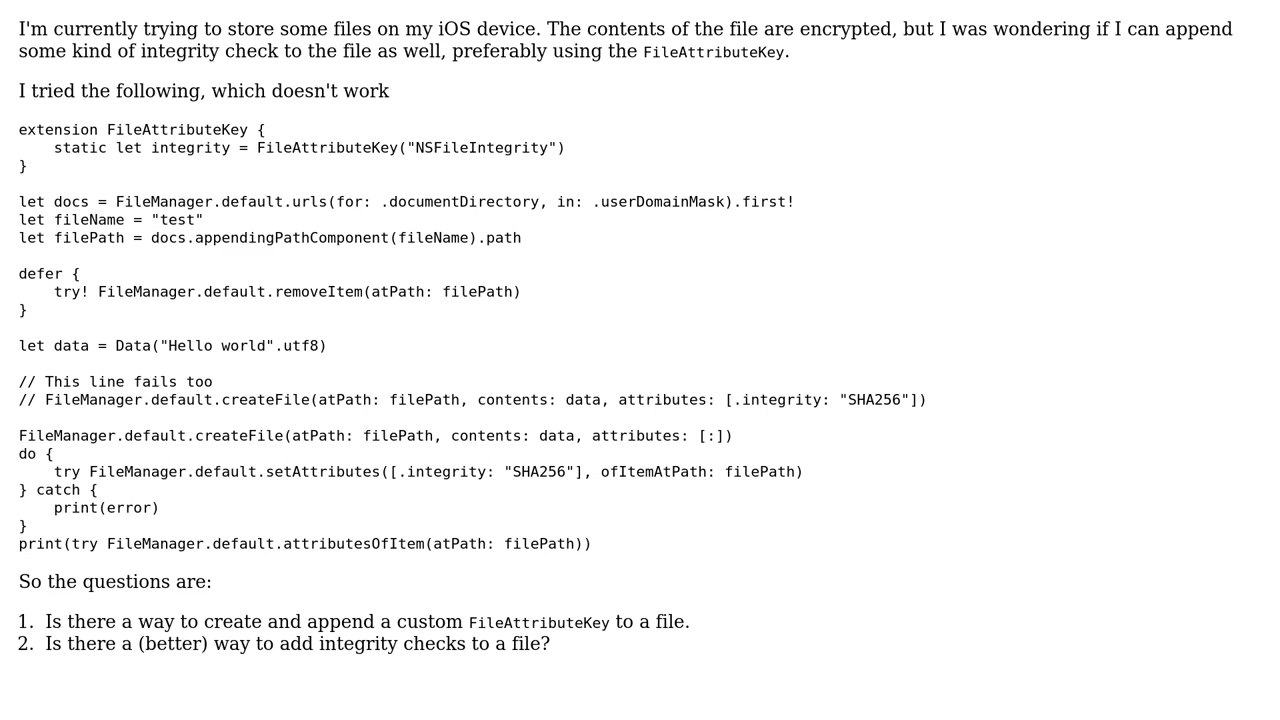 I'm currently trying to store some files on my iOS device. The contents of the file are encrypted, but I was wondering if I can append
some kind of integrity check to the file as well, preferably using the FileAttributeKey.
I tried the following, which doesn't work
extension FileAttributeKey {
    static let integrity = FileAttributeKey("NSFileIntegrity")
}
let docs = FileManager.default.urls(for: .documentDirectory, in: .userDomainMask).first!
let fileName = "test"
let filePath = docs.appendingPathComponent(fileName).path
defer {
    try! FileManager.default.removeItem(atPath: filePath)
}
let data = Data("Hello world".utf8)
// This line fails too
// FileManager.default.createFile(atPath: filePath, contents: data, attributes: [.integrity: "SHA256"])
FileManager.default.createFile(atPath: filePath, contents: data, attributes: [:])
do {
    try FileManager.default.setAttributes([.integrity: "SHA256"], ofItemAtPath: filePath)
} catch {
    print(error)
}
print(try FileManager.default.attributesOfItem(atPath: filePath))
So the questions are:
1. Is there a way to create and append a custom FileAttributeKey to a file.
2. Is there a (better) way to add integrity checks to a file?